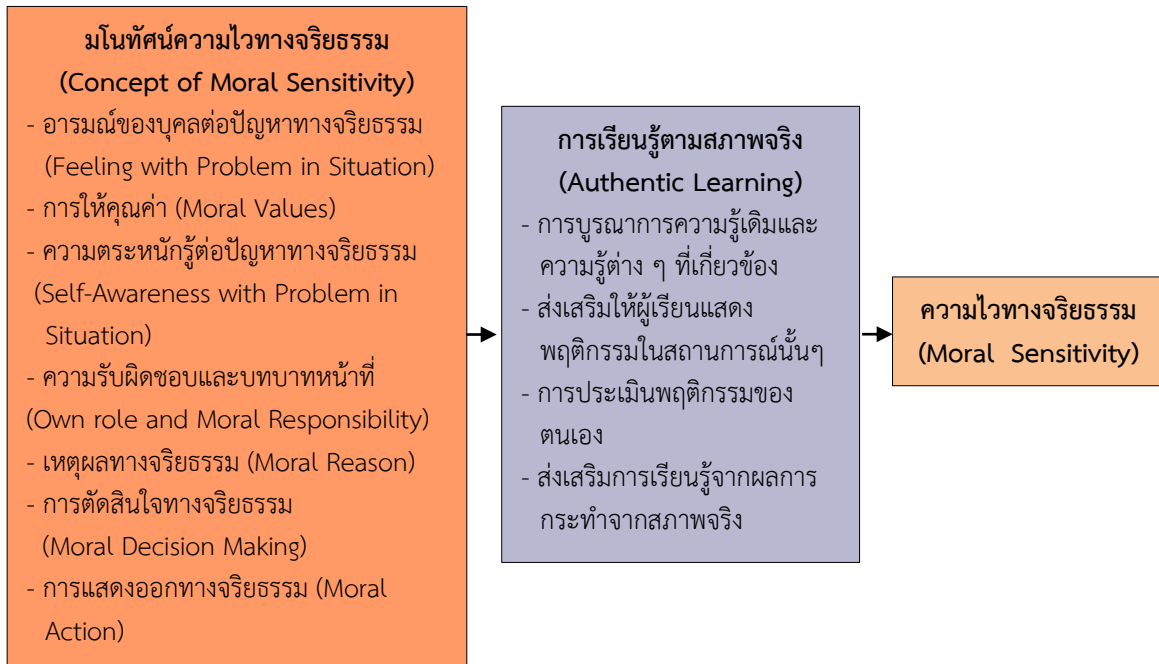 มโนทัศน์ความไวทางจริยธรรม
(Concept of Moral Sensitivity)
- อารมณ์ของบุคลต่อปัญหาทางจริยธรรม
(Feeling with Problem in Situation)
- การให้คุณค่า (Moral Values)
- ความตระหนักรู้ต่อปัญหาทางจริยธรรม
(Self-Awareness with Problem in
Situation)
- ความรับผิดชอบและบทบาทหน้าที่
(Own role and Moral Responsibility)
- เหตุผลทางจริยธรรม (Moral Reason)
- การตัดสินใจทางจริยธรรม
(Moral Decision Making)
- การแสดงออกทางจริยธรรม (Moral
Action)
การเรียนรู้ตามสภาพจริง
(Authentic Learning)
- การบูรณาการความรู้เดิมและ
ความรู้ต่าง ๆ ที่เกี่ยวข้อง
- ส่งเสริมให้ผู้เรียนแสดง
พฤติกรรมในสถานการณ์นั้นๆ
- การประเมินพฤติกรรมของ
ตนเอง
- ส่งเสริมการเรียนรู้จากผลการ
กระทำจากสภาพจริง
ความไวทางจริยธรรม
(Moral Sensitivity)